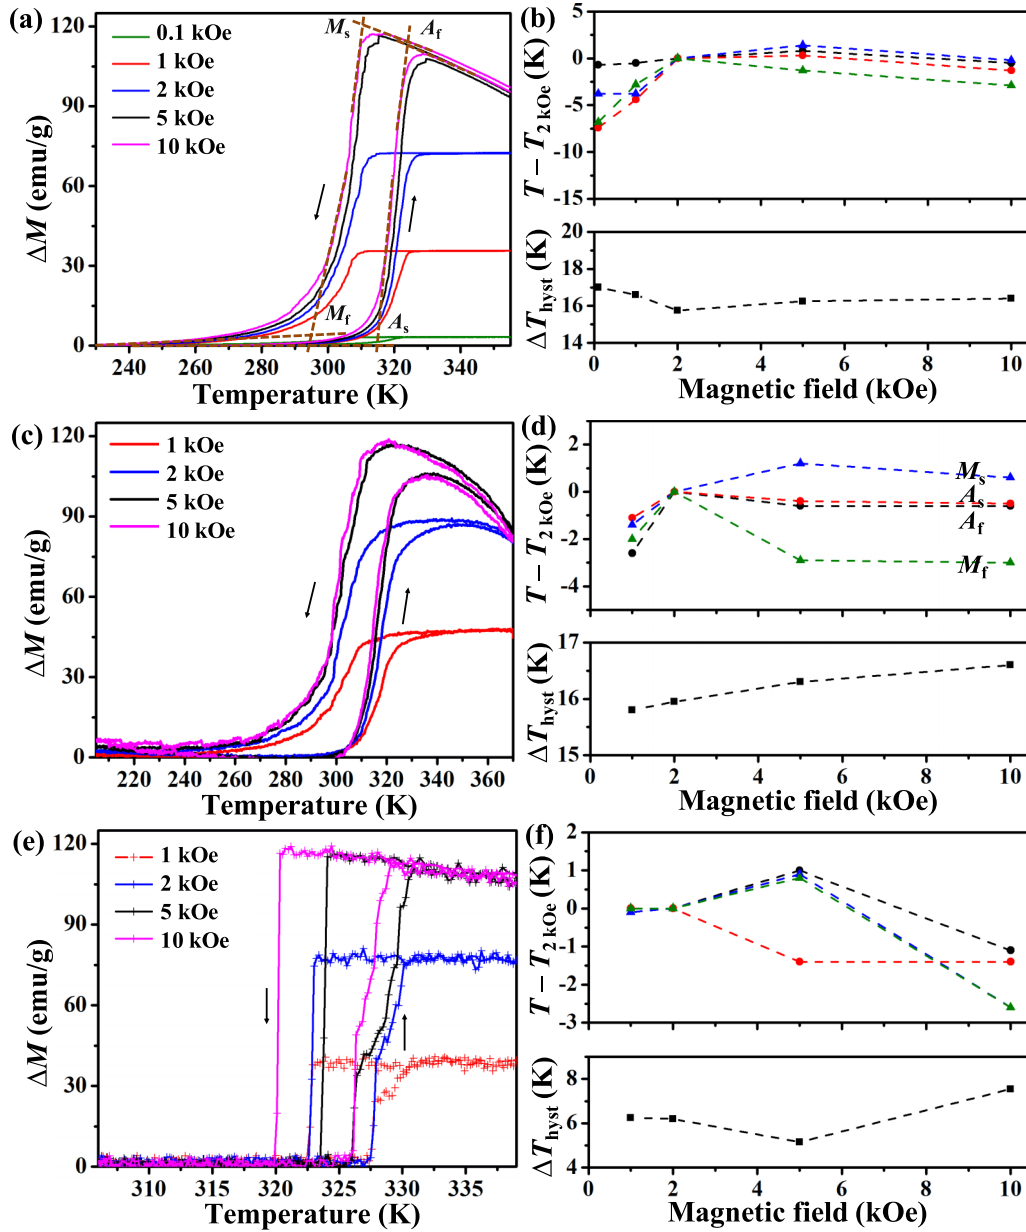 (a)
0.1 kOe
1 kOe
2 kOe
5 kOe
10 kOe
Ms
Af
Mf
As
120
90
60
30
0
ΔM (emu/g)
240 260 280 300 320 340
Temperature (K)
(b)
5
0
-5
-10
-15
T − T2 kOe (K)
20
18
16
14
ΔThyst (K)
0 2 4 6 8 10
Magnetic field (kOe)
(c)
1 kOe
2 kOe
5 kOe
10 kOe
120
90
60
30
0
ΔM (emu/g)
220 240 260 280 300 320 340 360
Temperature (K)
(d)
2
0
-2
-4
T − T2 kOe (K)
Ms
As
Af
Mf
17
16
15
ΔThyst (K)
0 2 4 6 8 10
Magnetic field (kOe)
(e)
1 kOe
2 kOe
5 kOe
10 kOe
120
90
60
30
0
ΔM (emu/g)
310 315 320 325 330 335
Temperature (K)
(f)
2
1
0
-1
-2
-3
T − T2 kOe (K)
8
6
4
ΔThyst (K)
0 2 4 6 8 10
Magnetic field (kOe)